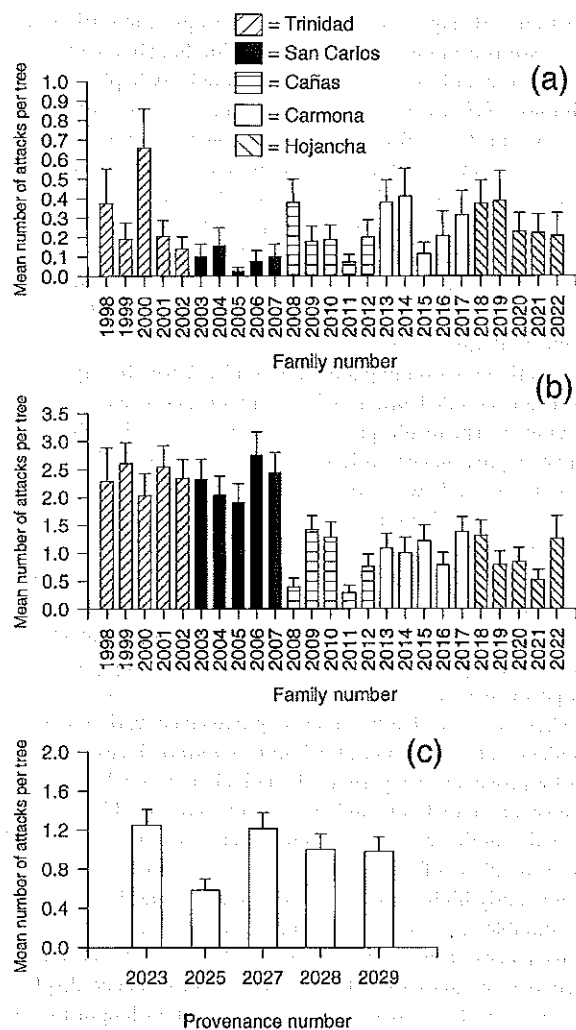 = Trinidad
= San Carlos
= Cañas
= Carmona
= Hojancha
(a)
Mean number of attacks per tree
1.0
0.9
0.8
0.7
0.6
0.5
0.4
0.3
0.2
0.1
0.0
1998 1999 2000 2001 2002 2003 2004 2005 2006 2007 2008 2009 2010 2011 2012 2013 2014 2015 2016 2017 2018 2019 2020 2021 2022
Family number
(b)
Mean number of attacks per tree
3.5
3.0
2.5
2.0
1.5
1.0
0.5
0.0
1998 1999 2000 2001 2002 2003 2004 2005 2006 2007 2008 2009 2010 2011 2012 2013 2014 2015 2016 2017 2018 2019 2020 2021 2022
Family number
(c)
Mean number of attacks per tree
2.0
1.6
1.2
0.8
0.4
0.0
2023 2025 2027 2028 2029
Provenance number